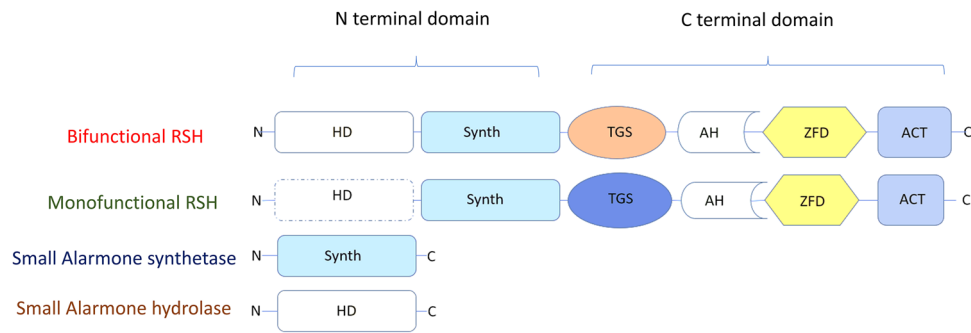 N terminal domain C terminal domain
Bifunctional RSH N HD Synth TGS AH ZFD ACT C
Monofunctional RSH N HD Synth TGS AH ZFD ACT C
Small Alarmone synthetase N Synth C
Small Alarmone hydrolase N HD C